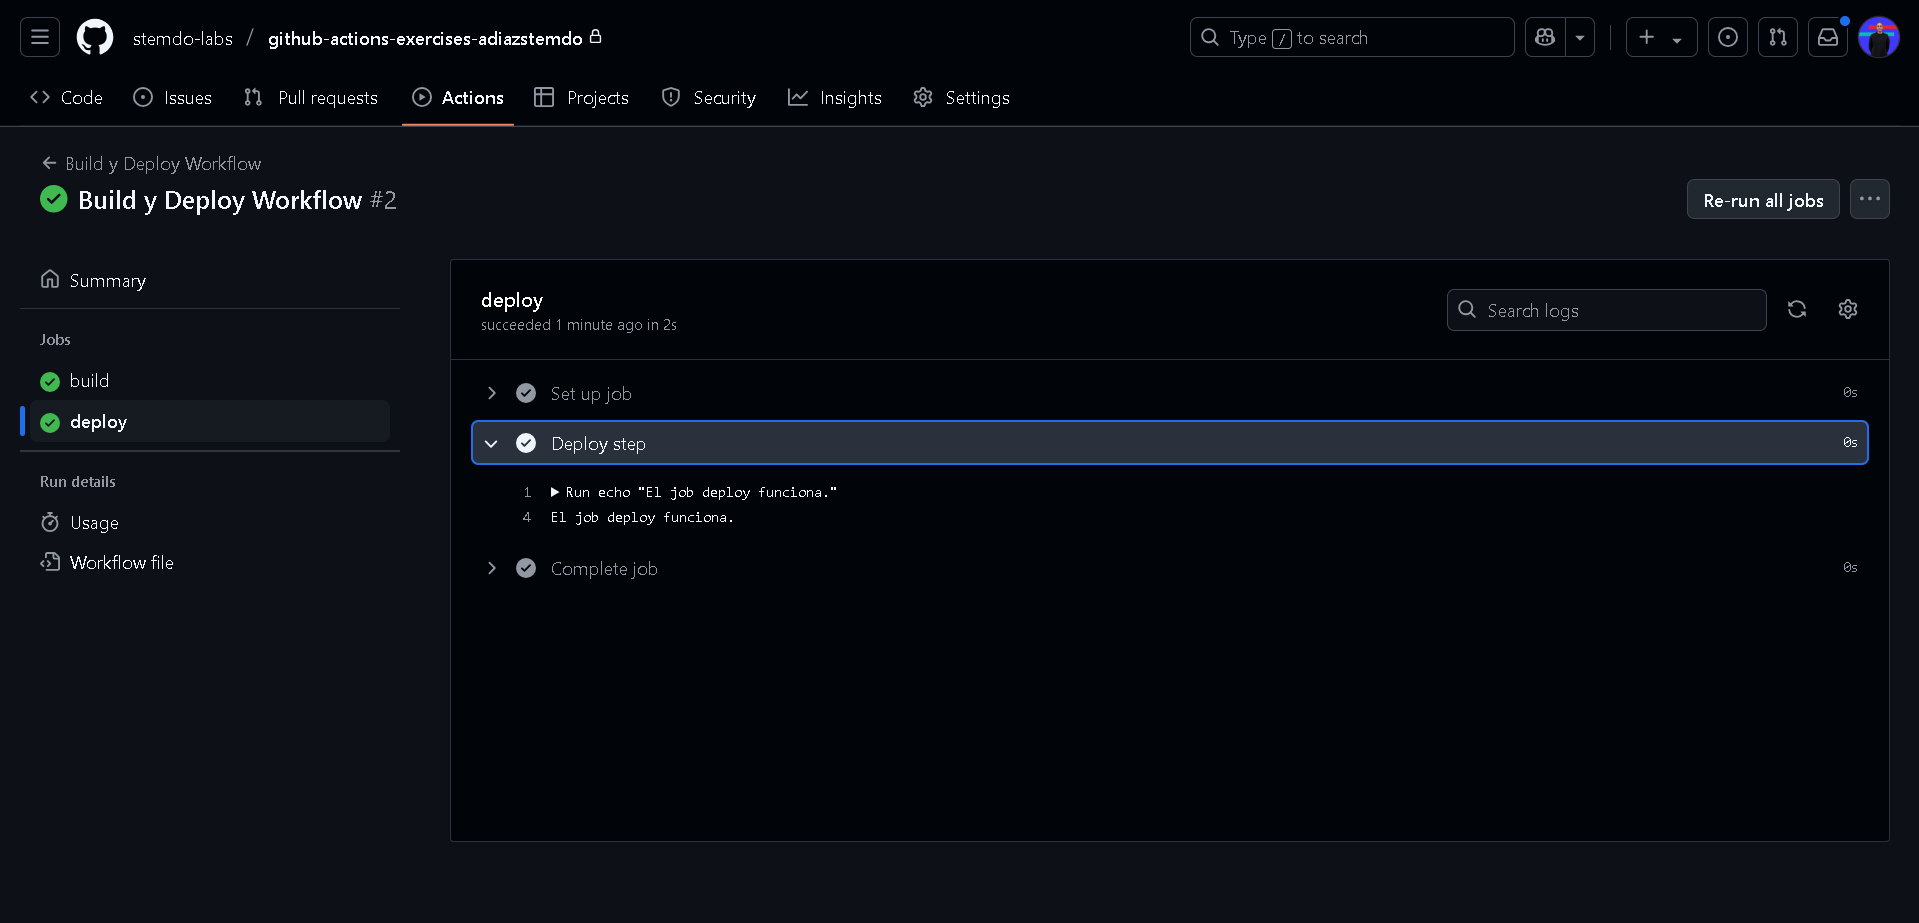 stemdo-labs / github-actions-exercises-adiazstemdo
Type / to search
Code Issues Pull requests Actions Projects Security Insights Settings
Build y Deploy Workflow
Build y Deploy Workflow #2
Re-run all jobs
Summary
Jobs
build
deploy
Run details
Usage
Workflow file
deploy
succeeded 1 minute ago in 2s
Search logs
Set up job 0s
Deploy step 0s
1 Run echo "El job deploy funciona."
4 El job deploy funciona.
Complete job 0s